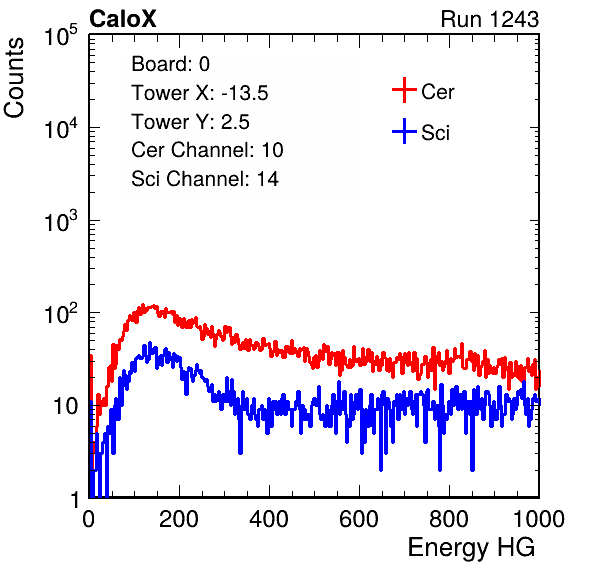 CaloX Run 1243
Counts
10^5
10^4
10^3
10^2
10
1
Board: 0
Tower X: -13.5
Tower Y: 2.5
Cer Channel: 10
Sci Channel: 14
Cer
Sci
0 200 400 600 800 1000
Energy HG